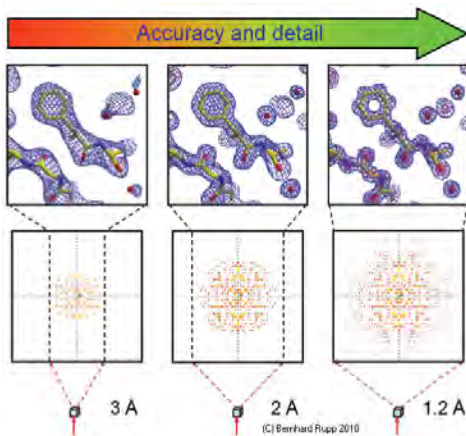 Accuracy and detail
3 Å
2 Å
1.2 Å
(C) Bernhard Rupp 2010